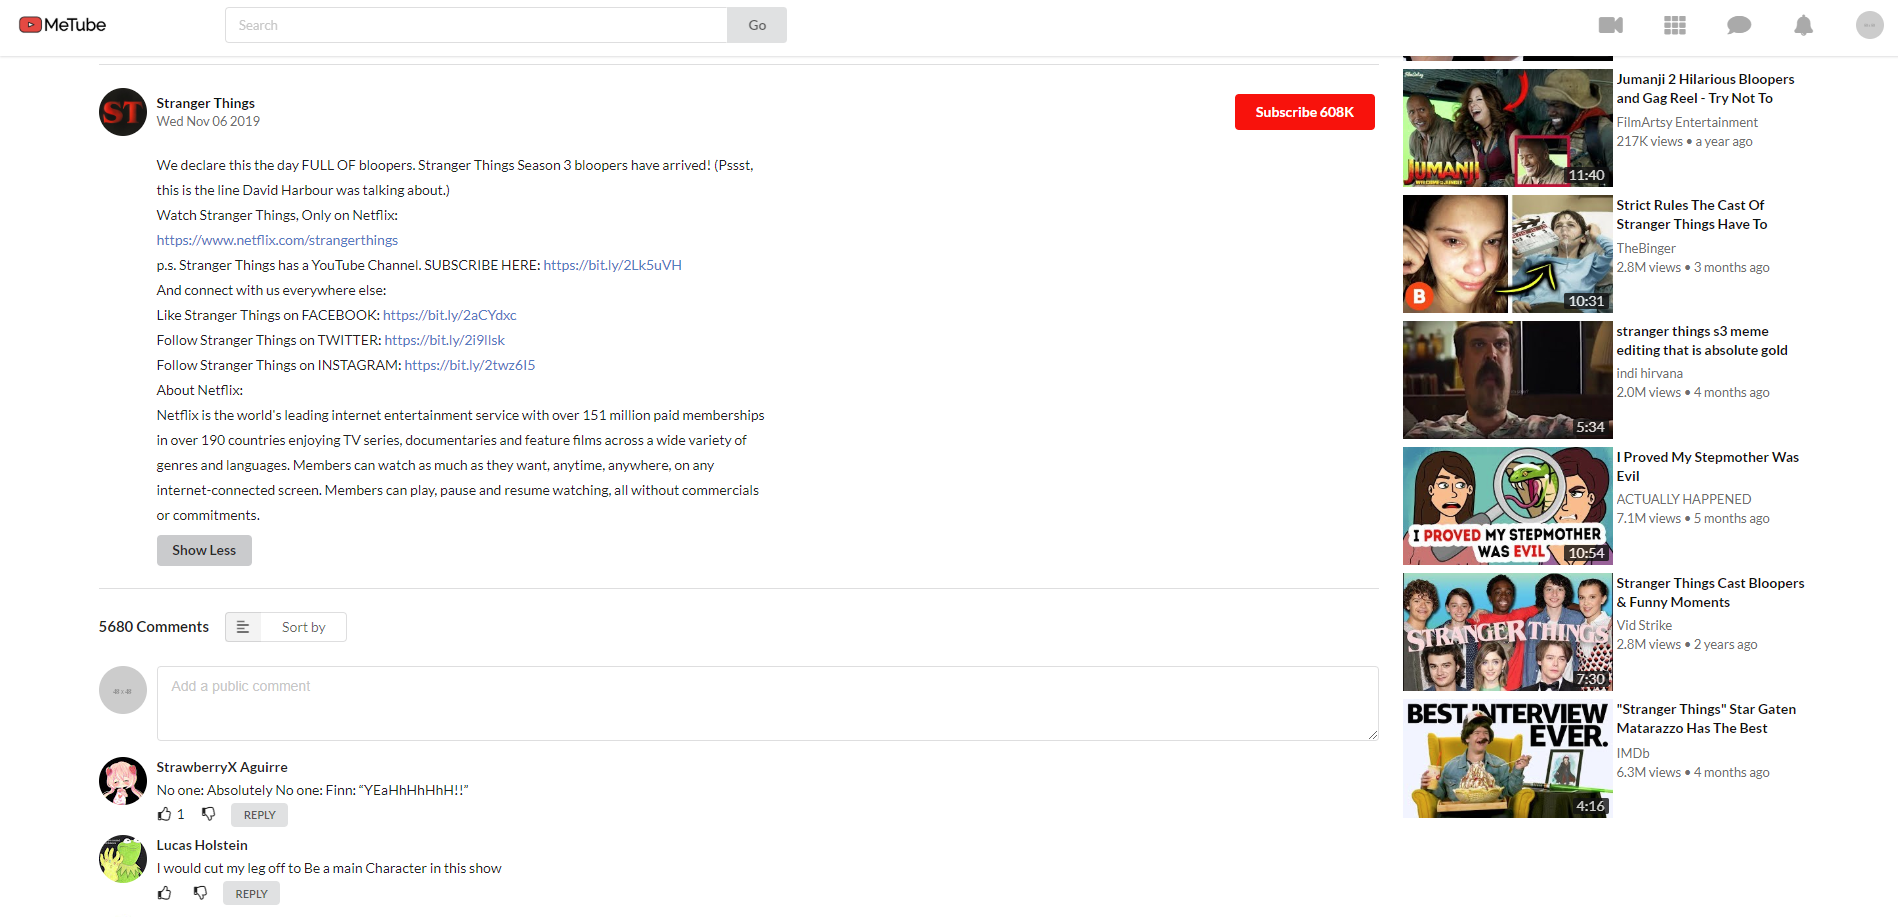 MeTube
Search
Go
Stranger Things
Wed Nov 06 2019
Subscribe 608K
We declare this the day FULL OF bloopers. Stranger Things Season 3 bloopers have arrived! (Pssst,
this is the line David Harbour was talking about.)
Watch Stranger Things, Only on Netflix:
https://www.netflix.com/strangerthings
p.s. Stranger Things has a YouTube Channel. SUBSCRIBE HERE: https://bit.ly/2Lk5uVH
And connect with us everywhere else:
Like Stranger Things on FACEBOOK: https://bit.ly/2aCYdxc
Follow Stranger Things on TWITTER: https://bit.ly/2i9IIsk
Follow Stranger Things on INSTAGRAM: https://bit.ly/2twz6I5
About Netflix:
Netflix is the world's leading internet entertainment service with over 151 million paid memberships
in over 190 countries enjoying TV series, documentaries and feature films across a wide variety of
genres and languages. Members can watch as much as they want, anytime, anywhere, on any
internet-connected screen. Members can play, pause and resume watching, all without commercials
or commitments.
Show Less
5680 Comments
Sort by
Add a public comment
StrawberryX Aguirre
No one: Absolutely No one: Finn: “YEaHhHhHhH!!”
1
REPLY
Lucas Holstein
I would cut my leg off to Be a main Character in this show
REPLY
ST
JUMANJI
11:40
Jumanji 2 Hilarious Bloopers
and Gag Reel - Try Not To
FilmArtsy Entertainment
217K views • a year ago
B
10:31
Strict Rules The Cast Of
Stranger Things Have To
TheBinger
2.8M views • 3 months ago
5:34
stranger things s3 meme
editing that is absolute gold
indi hirvana
2.0M views • 4 months ago
I PROVED MY STEPMOTHER
WAS EVIL
10:54
I Proved My Stepmother Was
Evil
ACTUALLY HAPPENED
7.1M views • 5 months ago
STRANGER THINGS
7:30
Stranger Things Cast Bloopers
& Funny Moments
Vid Strike
2.8M views • 2 years ago
BEST INTERVIEW
EVER.
4:16
"Stranger Things" Star Gaten
Matarazzo Has The Best
IMDb
6.3M views • 4 months ago